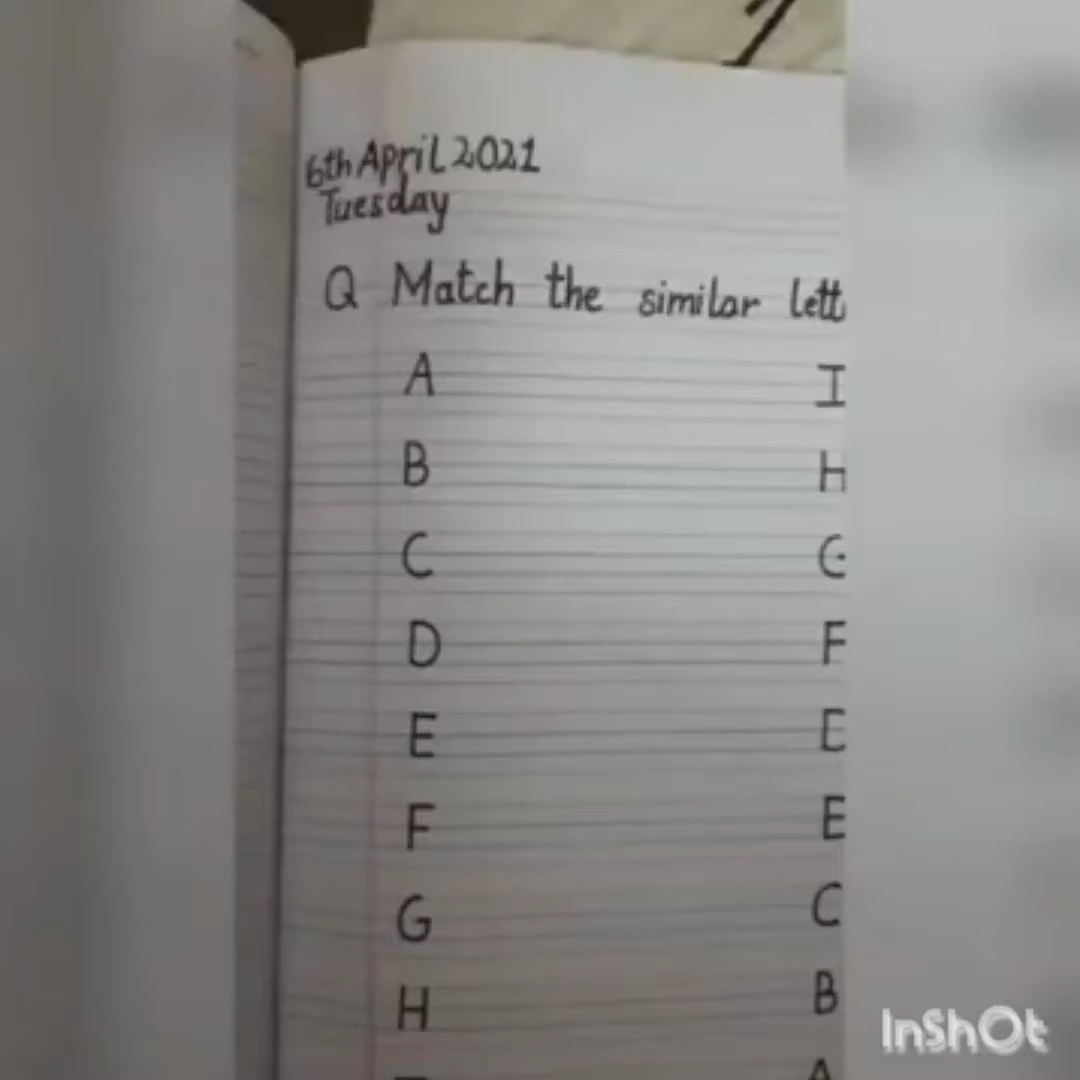 6th April 2021
Tuesday
Q Match the similar lett
A I
B H
C G
D F
E
F E
G C
H B
A
InShOt